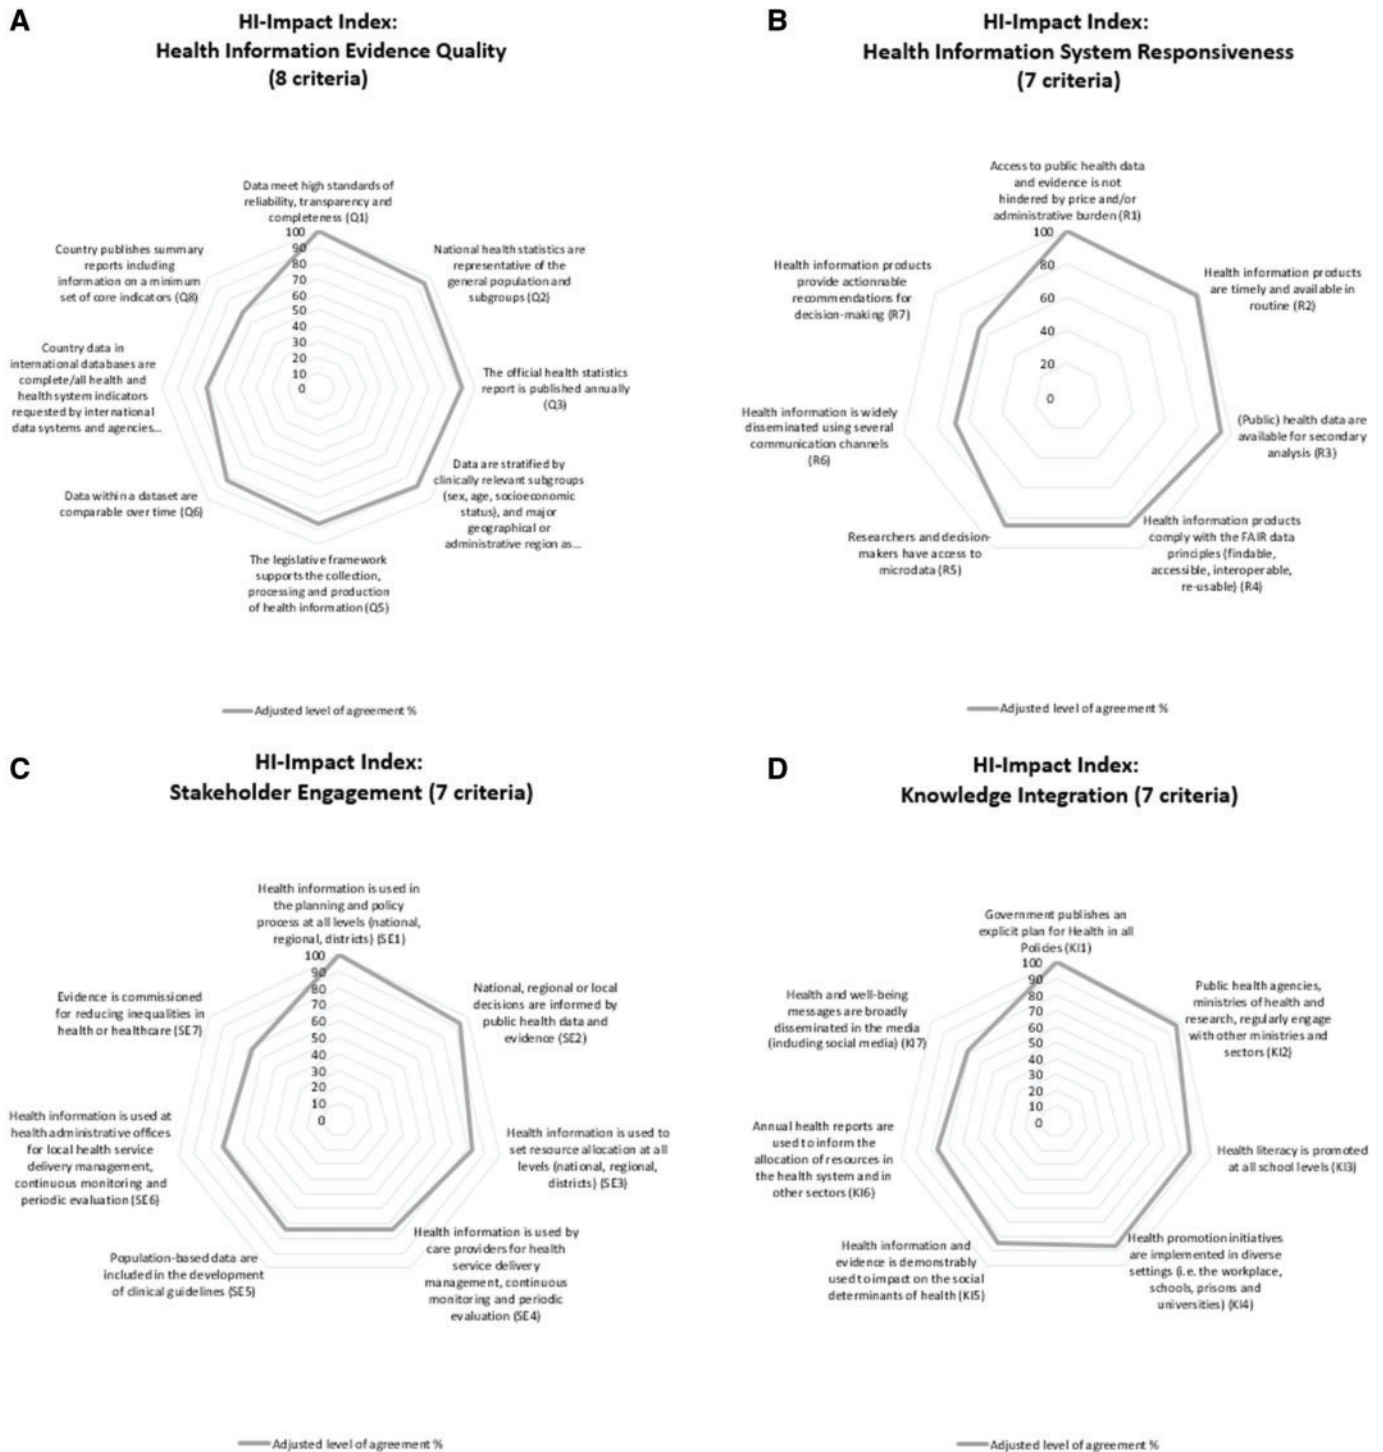 A
HI-Impact Index:
Health Information Evidence Quality
(8 criteria)
Data meet high standards of
reliability, transparency and
completeness (Q1)
National health statistics are
representative of the
general population and
subgroups (Q2)
The official health statistics
report is published annually
(Q3)
Data are stratified by
clinically relevant subgroups
(sex, age, socioeconomic
status), and major
geographical or
administrative region as...
The legislative framework
supports the collection,
processing and production
of health information (Q5)
Data within a dataset are
comparable over time (Q6)
Country data in
international databases are
complete/all health and
health system indicators
requested by international
data systems and agencies...
Country publishes summary
reports including
information on a minimum
set of core indicators (Q8)
100
90
80
70
60
50
40
30
20
10
0
Adjusted level of agreement %
B
HI-Impact Index:
Health Information System Responsiveness
(7 criteria)
Access to public health data
and evidence is not
hindered by price and/or
administrative burden (R1)
Health information products
are timely and available in
routine (R2)
(Public) health data are
available for secondary
analysis (R3)
Health information products
comply with the FAIR data
principles (findable,
accessible, interoperable,
re-usable) (R4)
Researchers and decision-
makers have access to
microdata (R5)
Health information is widely
disseminated using several
communication channels
(R6)
Health information products
provide actionnable
recommendations for
decision-making (R7)
100
80
60
40
20
0
Adjusted level of agreement %
C
HI-Impact Index:
Stakeholder Engagement (7 criteria)
Health information is used in
the planning and policy
process at all levels (national,
regional, districts) (SE1)
National, regional or local
decisions are informed by
public health data and
evidence (SE2)
Health information is used to
set resource allocation at all
levels (national, regional,
districts) (SE3)
Health information is used by
care providers for health
service delivery
management, continuous
monitoring and periodic
evaluation (SE4)
Population-based data are
included in the development
of clinical guidelines (SE5)
Health information is used at
health administrative offices
for local health service
delivery management,
continuous monitoring and
periodic evaluation (SE6)
Evidence is commissioned
for reducing inequalities in
health or healthcare (SE7)
100
90
80
70
60
50
40
30
20
10
0
Adjusted level of agreement %
D
HI-Impact Index:
Knowledge Integration (7 criteria)
Government publishes an
explicit plan for Health in all
Policies (KI1)
Public health agencies,
ministries of health and
research, regularly engage
with other ministries and
sectors (KI2)
Health literacy is promoted
at all school levels (KI3)
Health promotion initiatives
are implemented in diverse
settings (i.e. the workplace,
schools, prisons and
universities) (KI4)
Health information and
evidence is demonstrably
used to impact on the social
determinants of health (KI5)
Annual health reports are
used to inform the
allocation of resources in
the health system and in
other sectors (KI6)
Health and well-being
messages are broadly
disseminated in the media
(including social media) (KI7)
100
90
80
70
60
50
40
30
20
10
0
Adjusted level of agreement %